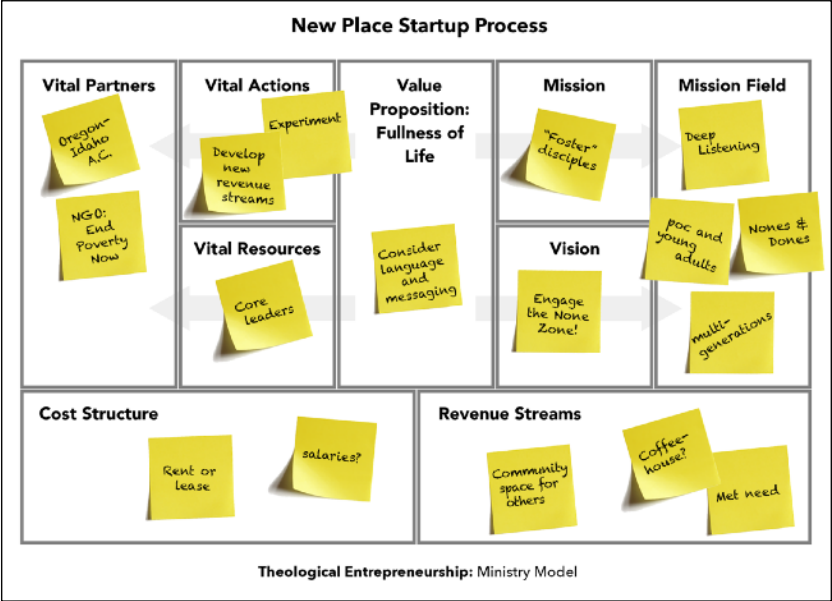 New Place Startup Process
Vital Partners
Oregon-
Idaho
A.C.
NGO:
End
Poverty
Now
Vital Actions
Experiment
Develop
new
revenue
streams
Vital Resources
Core
leaders
Value
Proposition:
Fullness of
Life
Consider
language
and
messaging
Mission
"Foster"
disciples
Vision
Engage
the None
Zone!
Mission Field
Deep
Listening
poc and
young
adults
Nones &
Dones
multi-
generations
Cost Structure
Rent or
lease
salaries?
Revenue Streams
Community
space for
others
Coffee-
house?
Met need
Theological Entrepreneurship: Ministry Model